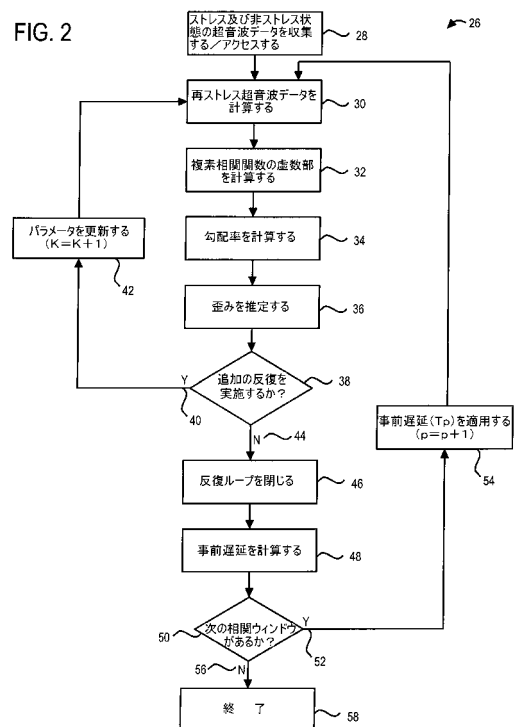 FIG. 2
26
ストレス及び非ストレス状
態の超音波データを収集
する／アクセスする
28
再ストレス超音波データを
計算する
30
複素相関関数の虚数部
を計算する
32
パラメータを更新する
(K=K+1)
42
勾配率を計算する
34
歪みを推定する
36
追加の反復を
実施するか?
38
Y
40
N
44
事前遅延(Tp)を適用する
(p=p+1)
54
反復ループを閉じる
46
事前遅延を計算する
48
次の相関ウィンドウ
があるか?
50
Y
52
56
N
終 了
58